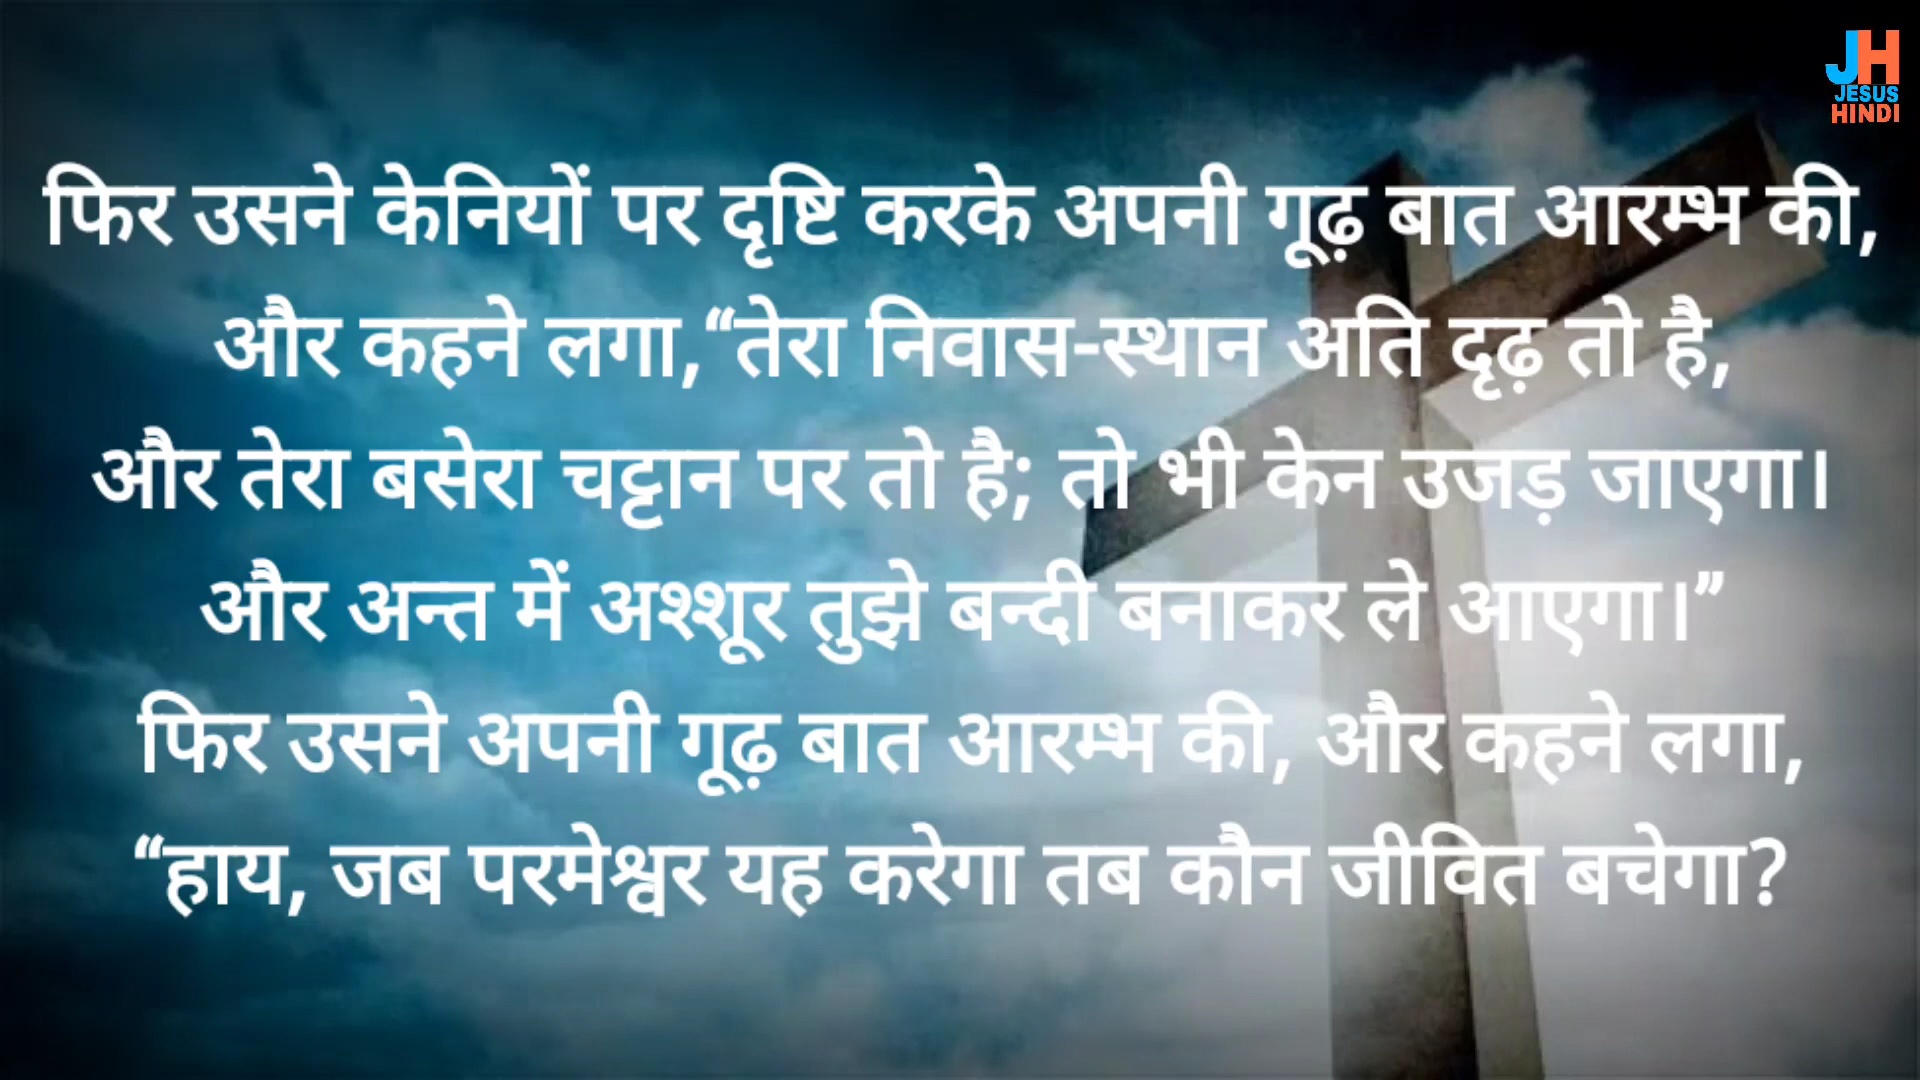 JH
JESUS
HINDI
फिर उसने केनियों पर दृष्टि करके अपनी गूढ़ बात आरम्भ की,
और कहने लगा,“तेरा निवास-स्थान अति दृढ़ तो है,
और तेरा बसेरा चट्टान पर तो है; तो भी केन उजड़ जाएगा।
और अन्त में अश्शूर तुझे बन्दी बनाकर ले आएगा।”
फिर उसने अपनी गूढ़ बात आरम्भ की, और कहने लगा,
“हाय, जब परमेश्वर यह करेगा तब कौन जीवित बचेगा?